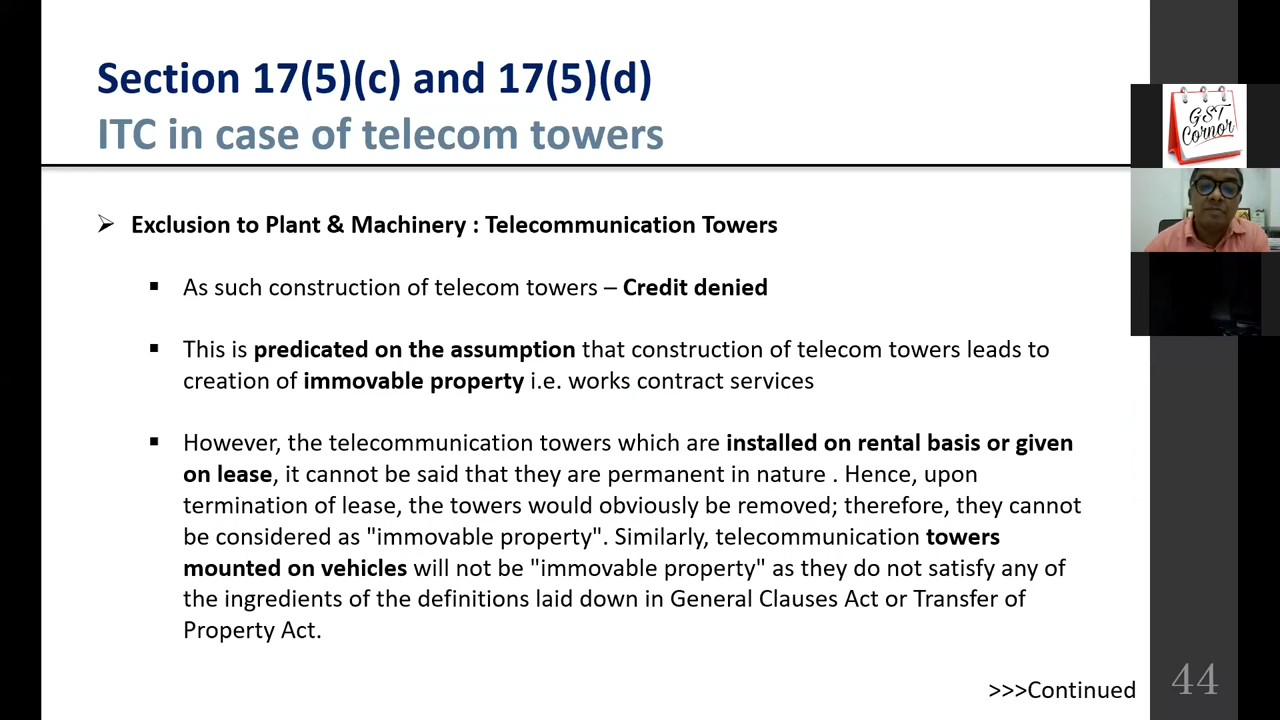 Section 17(5)(c) and 17(5)(d)
ITC in case of telecom towers
GST
Cornor
➢ Exclusion to Plant & Machinery : Telecommunication Towers
▪ As such construction of telecom towers – Credit denied
▪ This is predicated on the assumption that construction of telecom towers leads to
creation of immovable property i.e. works contract services
▪ However, the telecommunication towers which are installed on rental basis or given
on lease, it cannot be said that they are permanent in nature . Hence, upon
termination of lease, the towers would obviously be removed; therefore, they cannot
be considered as "immovable property". Similarly, telecommunication towers
mounted on vehicles will not be "immovable property" as they do not satisfy any of
the ingredients of the definitions laid down in General Clauses Act or Transfer of
Property Act.
>>>Continued
44